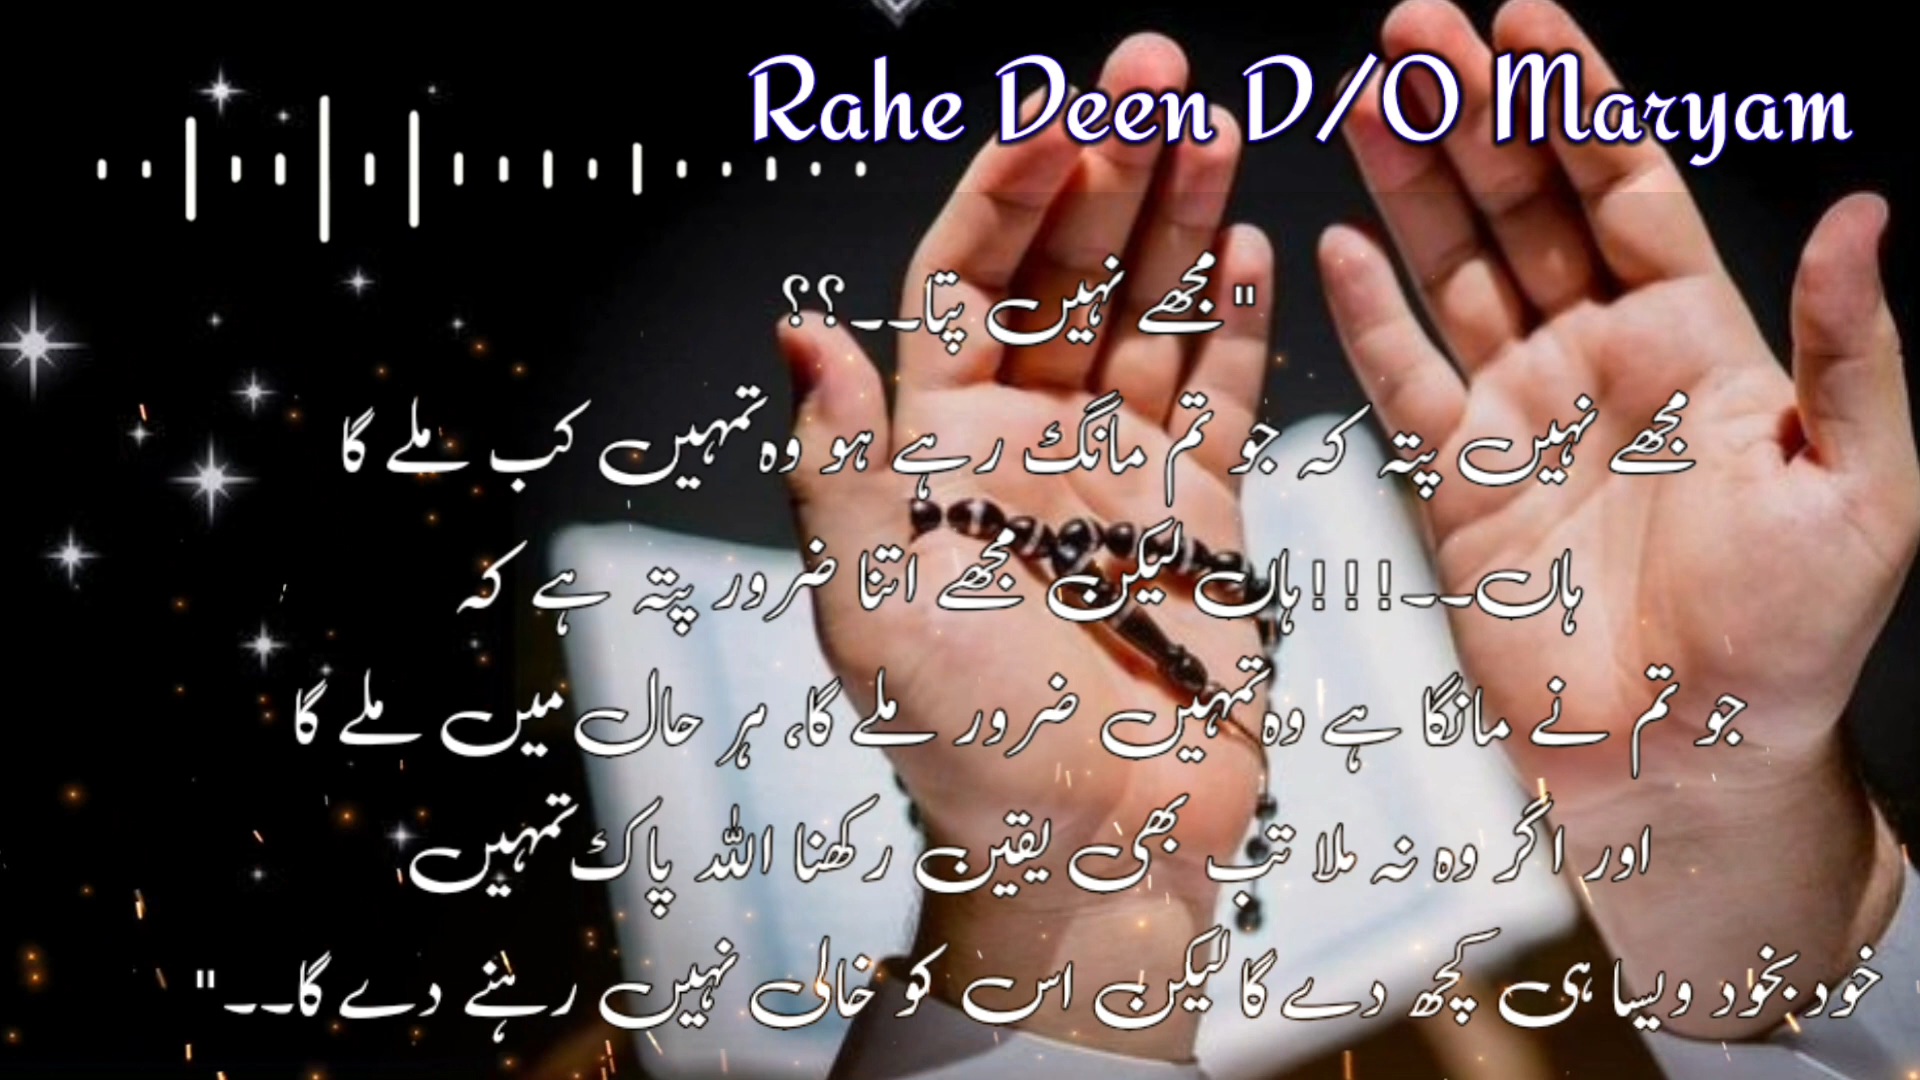 Rahe Deen D/O Maryam
"مجھے نہیں پتا۔۔؟؟
مجھے نہیں پتہ کہ جو تم مانگ رہے ہو وہ تمہیں کب ملے گا
ہاں۔۔!!!ہاں لیکن مجھے اتنا ضرور پتہ ہے کہ
جو تم نے مانگا ہے وہ تمہیں ضرور ملے گا، ہر حال میں ملے گا
اور اگر وہ نہ ملا تب بھی یقین رکھنا اللہ پاک تمہیں
خود بخود ویسا ہی کچھ دے گا لیکن اس کو خالی نہیں رہنے دے گا۔۔"